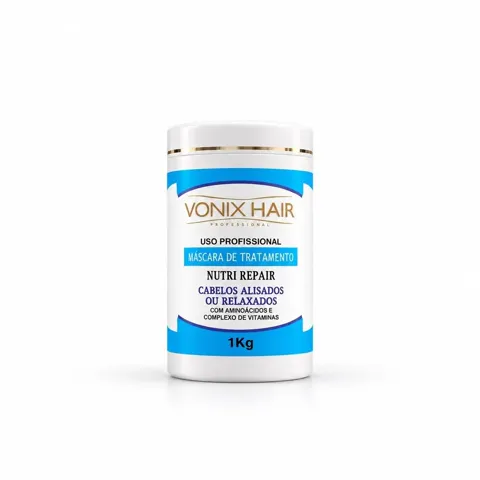 VONIX HAIR
PROFESSIONAL
USO PROFISSIONAL
MÁSCARA DE TRATAMENTO
NUTRI REPAIR
CABELOS ALISADOS
OU RELAXADOS
COM AMINOÁCIDOS E
COMPLEXO DE VITAMINAS
1Kg